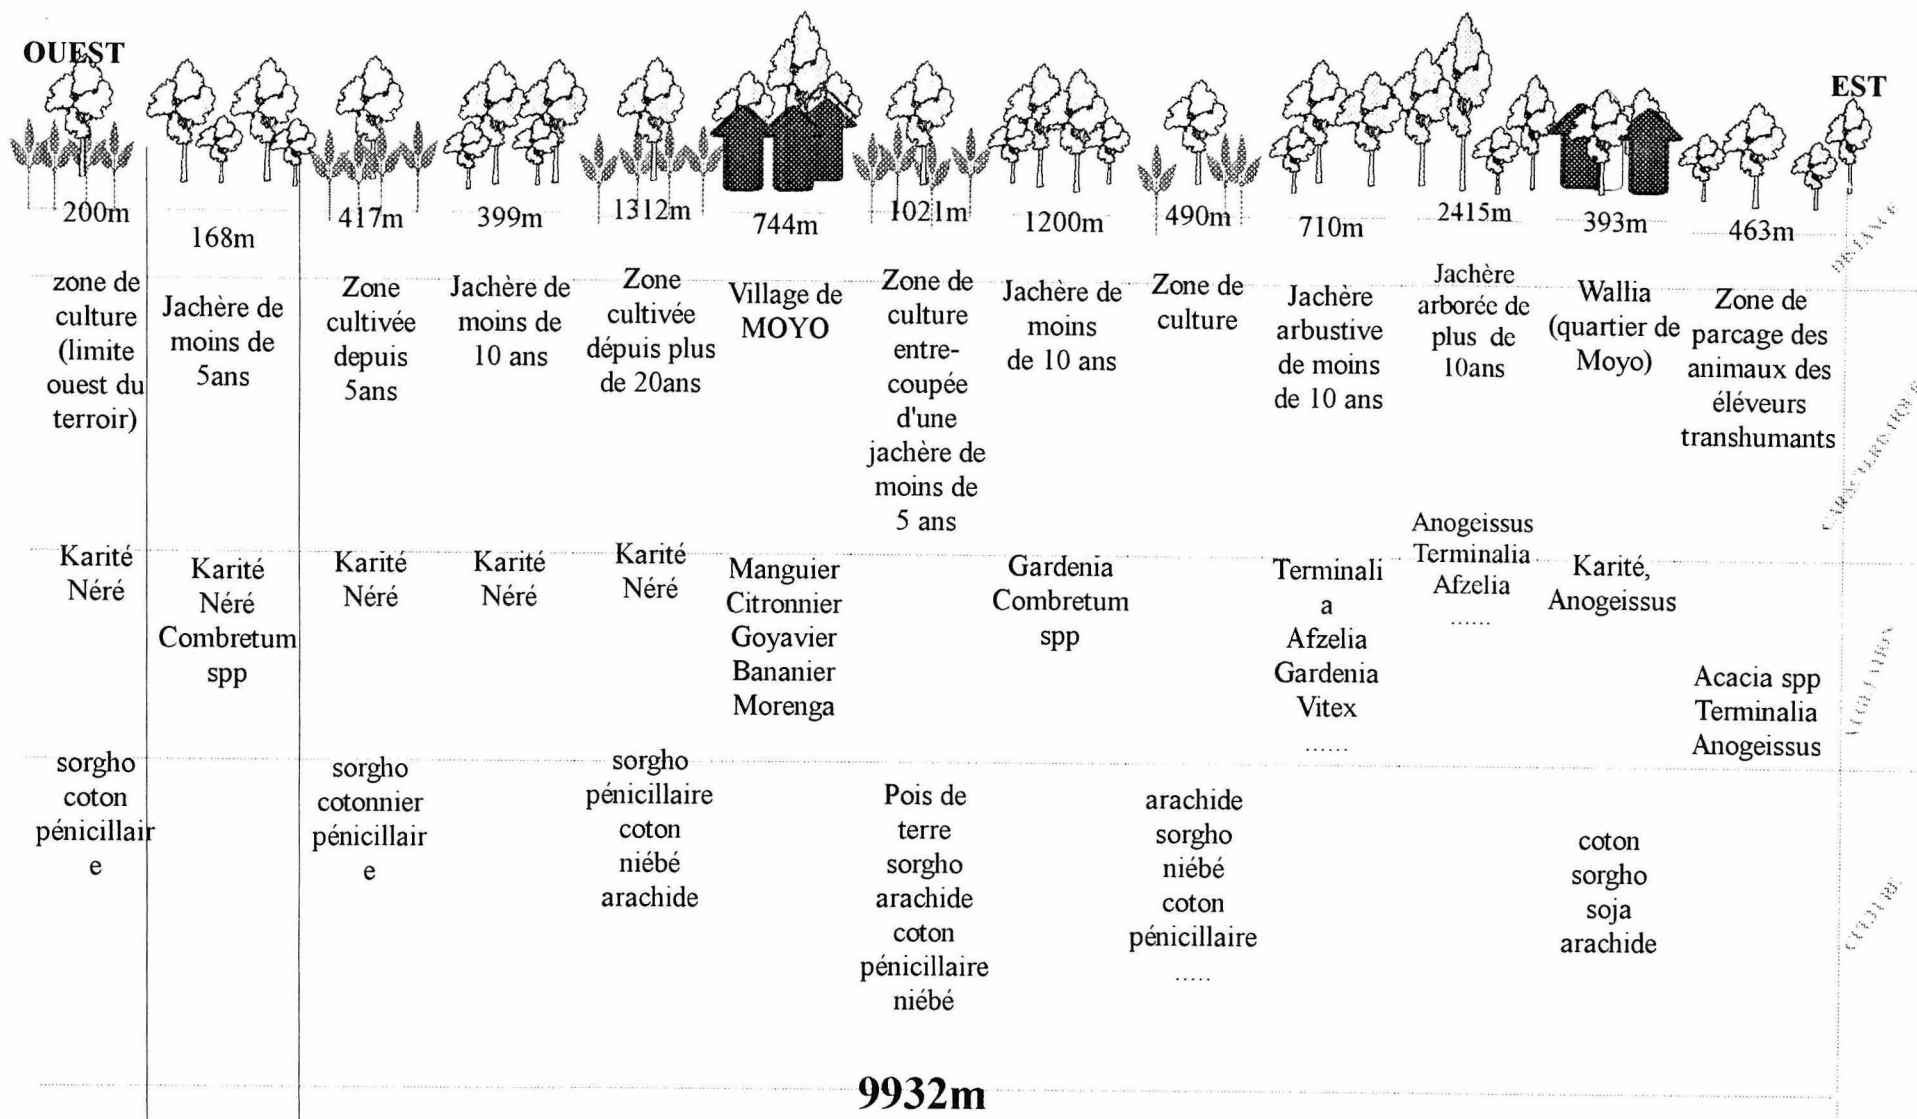 OUEST
EST
200m
168m
417m
399m
1312m
744m
1021m
1200m
490m
710m
2415m
393m
463m
DISTANCE
zone de
culture
(limite
ouest du
terroir)
Jachère de
moins de
5ans
Zone
cultivée
depuis
5ans
Jachère de
moins de
10 ans
Zone
cultivée
dépuis plus
de 20ans
Village de
MOYO
Zone de
culture
entre-
coupée
d'une
jachère de
moins de
5 ans
Jachère de
moins
de 10 ans
Zone de
culture
Jachère
arbustive
de moins
de 10 ans
Jachère
arborée de
plus de
10ans
Wallia
(quartier de
Moyo)
Zone de
parcage des
animaux des
éléveurs
transhumants
Karité
Néré
Karité
Néré
Combretum
spp
Karité
Néré
Karité
Néré
Karité
Néré
Manguier
Citronnier
Goyavier
Bananier
Morenga
Gardenia
Combretum
spp
Terminali
a
Afzelia
Gardenia
Vitex
......
Anogeissus
Terminalia
Afzelia
......
Karité,
Anogeissus
Acacia spp
Terminalia
Anogeissus
VEGETATION
sorgho
coton
pénicillair
e
sorgho
cotonnier
pénicillair
e
sorgho
pénicillaire
coton
niébé
arachide
Pois de
terre
sorgho
arachide
coton
pénicillaire
niébé
arachide
sorgho
niébé
coton
pénicillaire
.....
coton
sorgho
soja
arachide
CULTURE
9932m